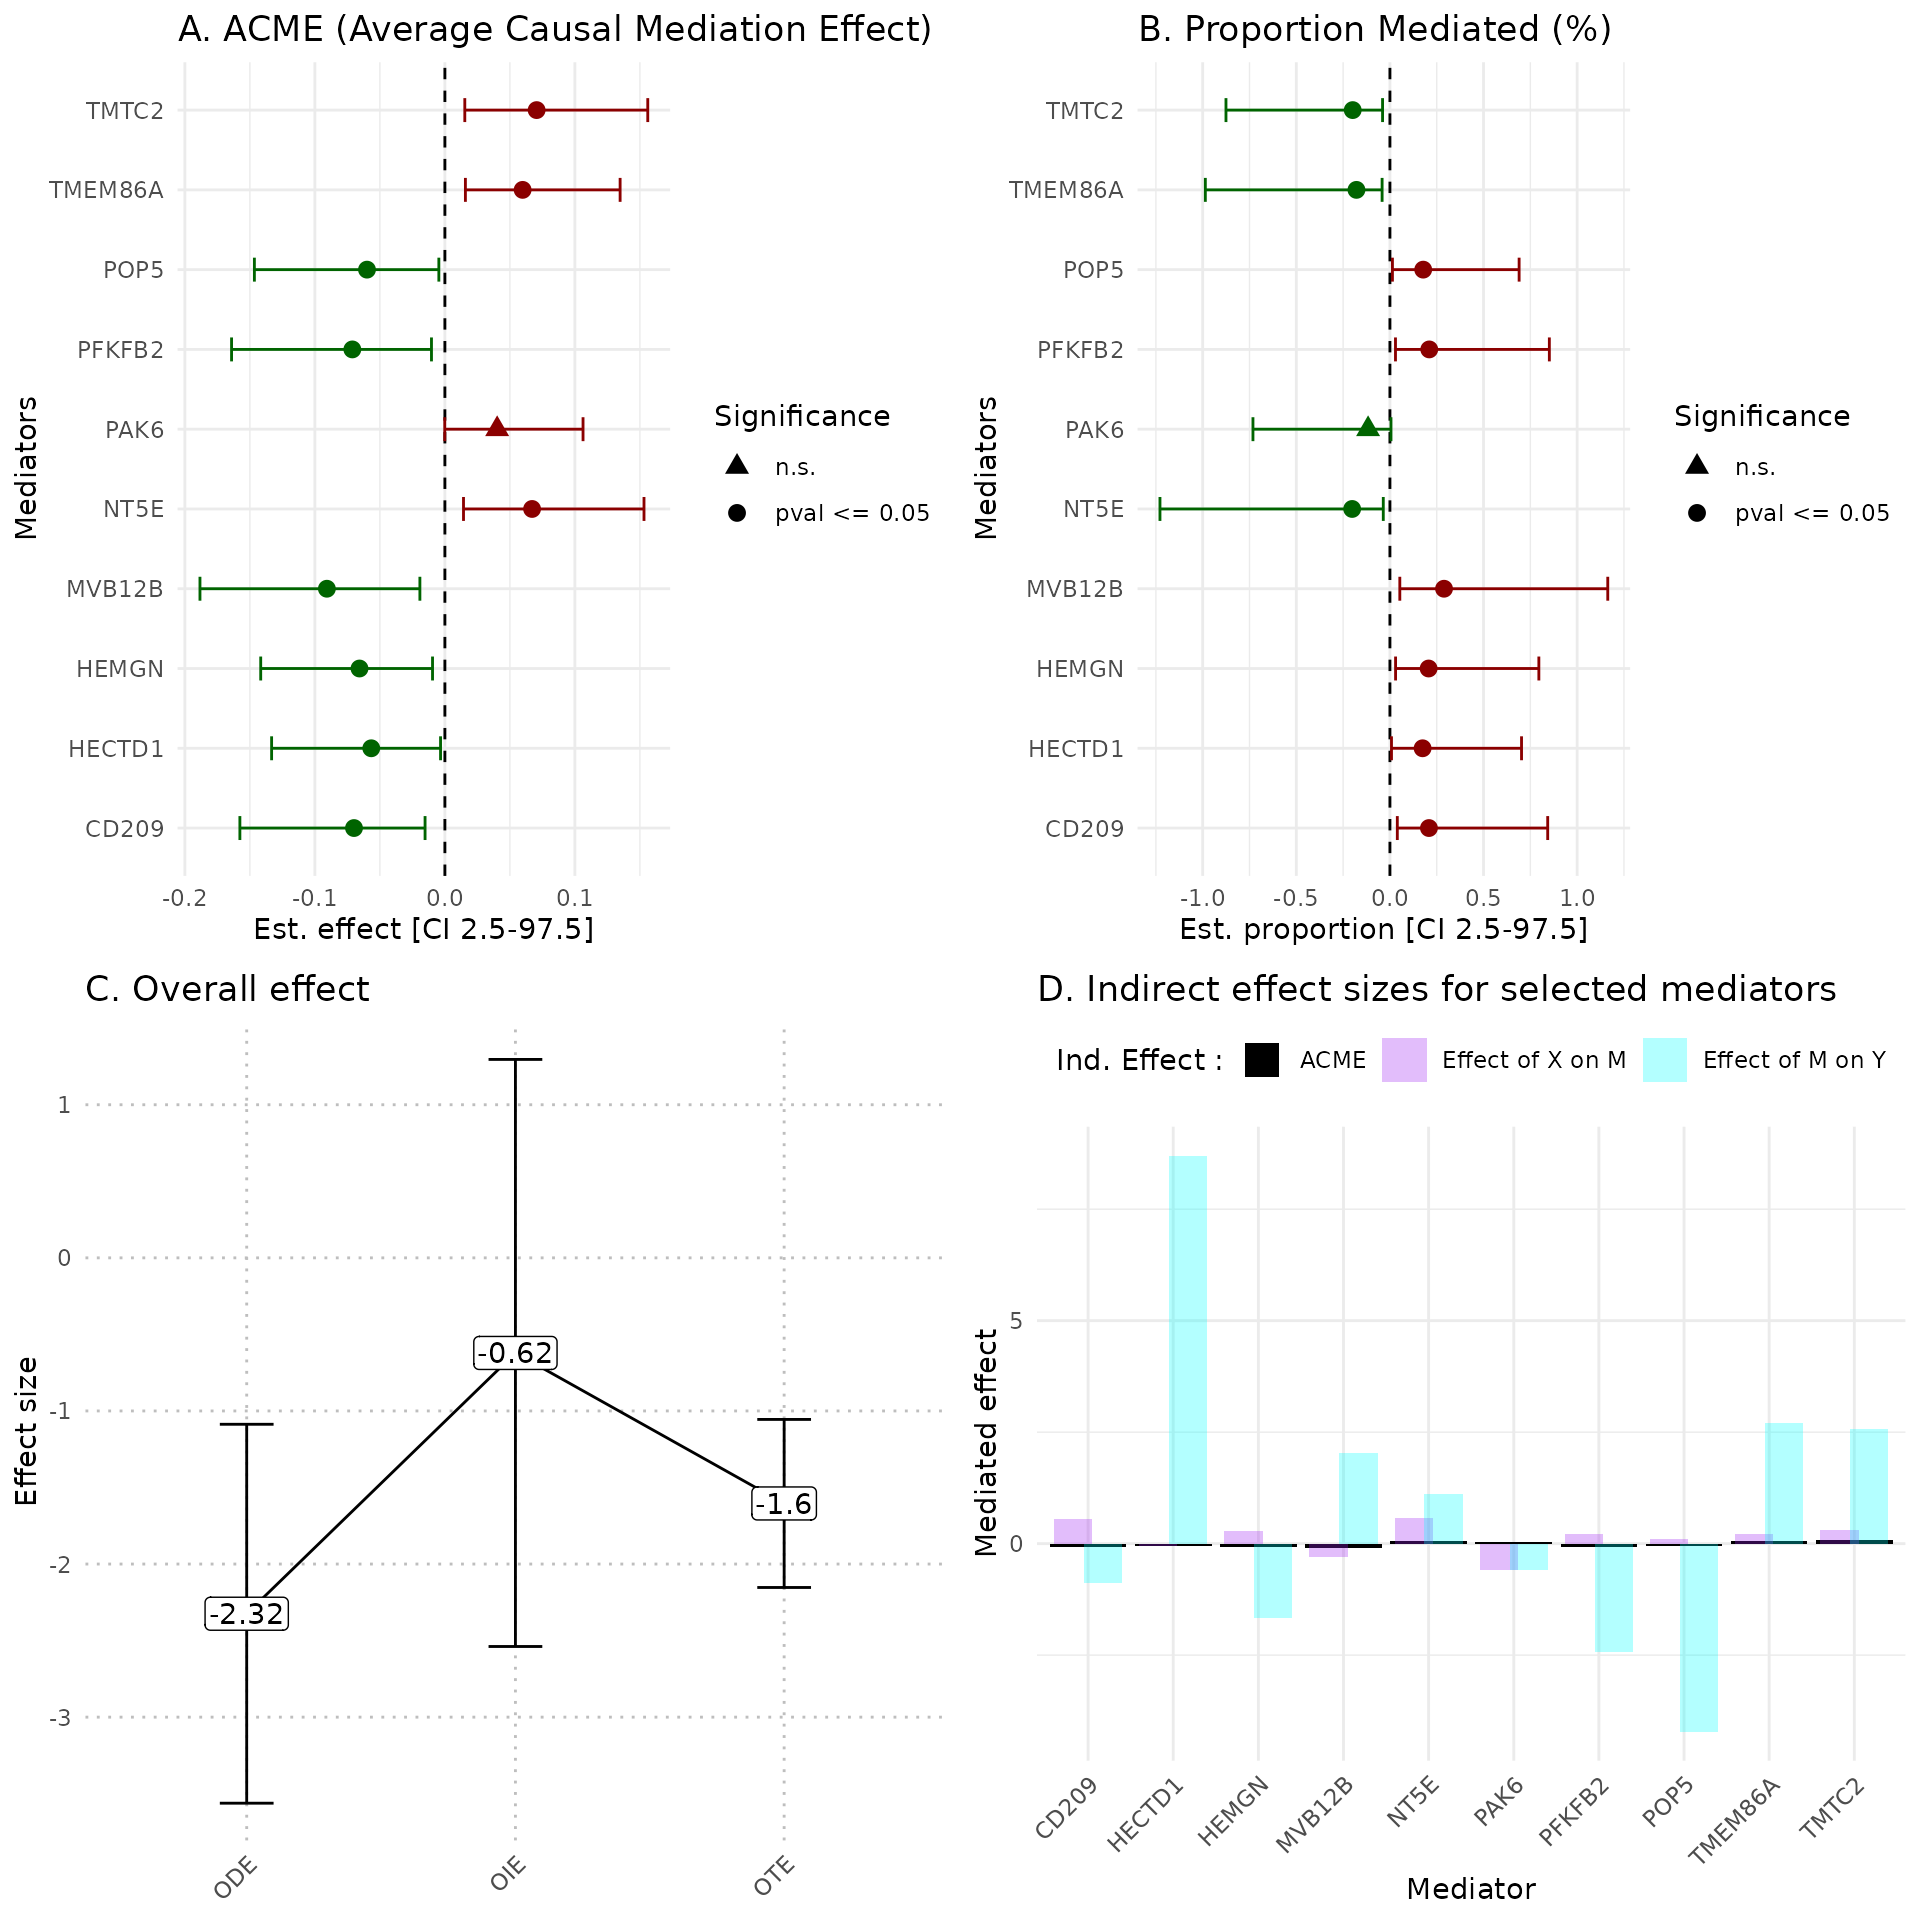 A. ACME (Average Causal Mediation Effect)
Mediators
TMTC2
TMEM86A
POP5
PFKFB2
PAK6
NT5E
MVB12B
HEMGN
HECTD1
CD209
-0.2 -0.1 0.0 0.1
Est. effect [CI 2.5-97.5]
Significance
n.s.
pval <= 0.05
B. Proportion Mediated (%)
Mediators
TMTC2
TMEM86A
POP5
PFKFB2
PAK6
NT5E
MVB12B
HEMGN
HECTD1
CD209
-1.0 -0.5 0.0 0.5 1.0
Est. proportion [CI 2.5-97.5]
Significance
n.s.
pval <= 0.05
C. Overall effect
Effect size
1
0
-1
-2
-3
-2.32
-0.62
-1.6
ODE OIE OTE
D. Indirect effect sizes for selected mediators
Ind. Effect : ACME Effect of X on M Effect of M on Y
Mediated effect
5
0
CD209 HECTD1 HEMGN MVB12B NT5E PAK6 PFKFB2 POP5 TMEM86A TMTC2
Mediator